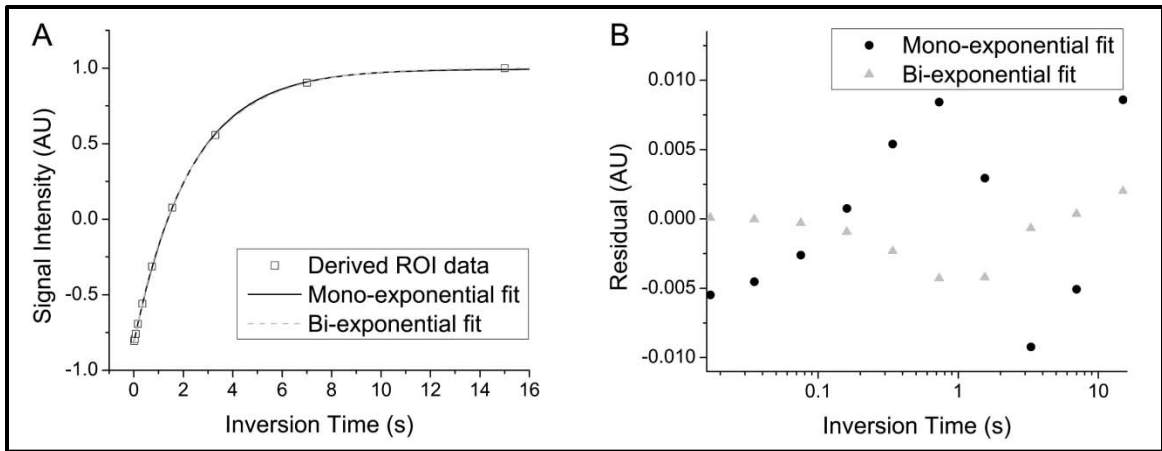 A
1.0
0.5
0.0
-0.5
-1.0
Signal Intensity (AU)
Derived ROI data
Mono-exponential fit
Bi-exponential fit
0 2 4 6 8 10 12 14 16
Inversion Time (s)
B
Mono-exponential fit
Bi-exponential fit
0.010
0.005
0.000
-0.005
-0.010
Residual (AU)
0.1 1 10
Inversion Time (s)